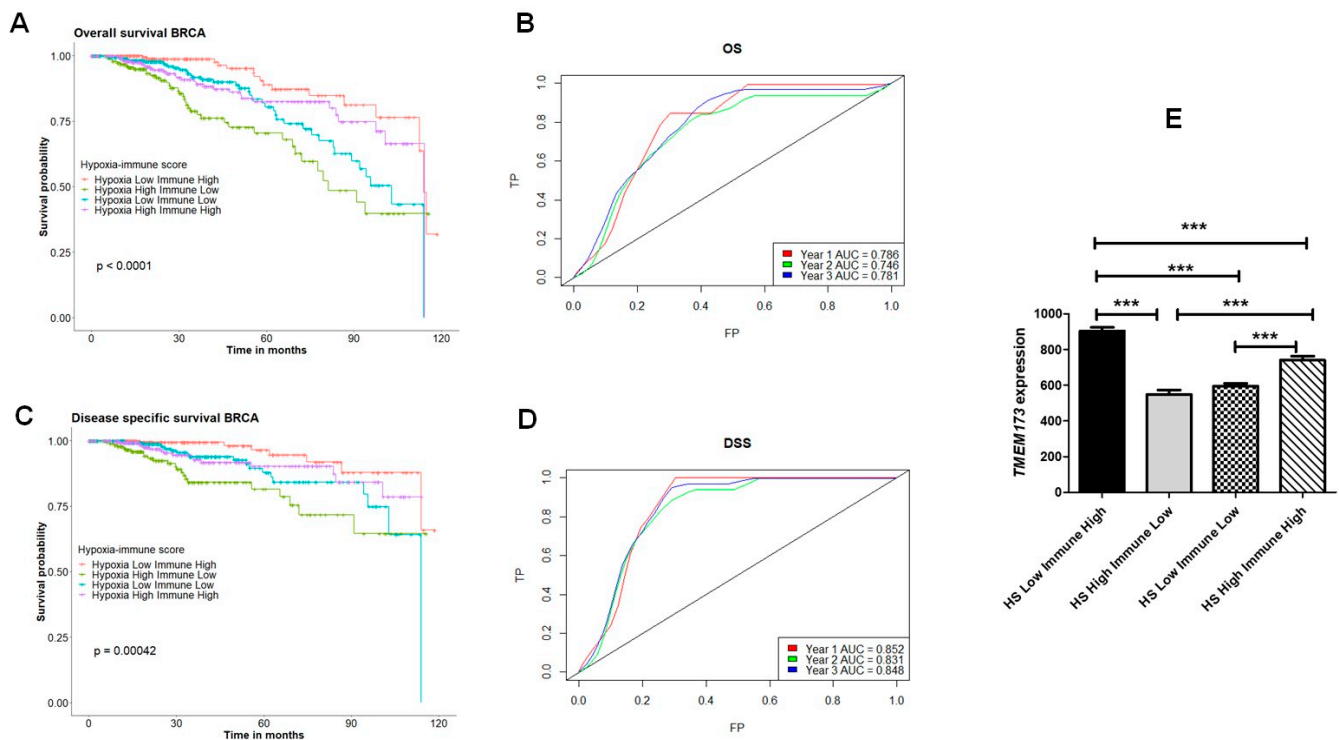 A
Overall survival BRCA
Survival probability
1.00
0.75
0.50
0.25
0.00
Hypoxia-immune score
Hypoxia Low Immune High
Hypoxia High Immune Low
Hypoxia Low Immune Low
Hypoxia High Immune High
p < 0.0001
0 30 60 90 120
Time in months
B
OS
TP
1.0
0.8
0.6
0.4
0.2
0.0
Year 1 AUC = 0.786
Year 2 AUC = 0.746
Year 3 AUC = 0.781
0.0 0.2 0.4 0.6 0.8 1.0
FP
C
Disease specific survival BRCA
Survival probability
1.00
0.75
0.50
0.25
0.00
Hypoxia-immune score
Hypoxia Low Immune High
Hypoxia High Immune Low
Hypoxia Low Immune Low
Hypoxia High Immune High
p = 0.00042
0 30 60 90 120
Time in months
D
DSS
TP
1.0
0.8
0.6
0.4
0.2
0.0
Year 1 AUC = 0.852
Year 2 AUC = 0.831
Year 3 AUC = 0.848
0.0 0.2 0.4 0.6 0.8 1.0
FP
E
***
***
*** ***
***
TMEM173 expression
1000
800
600
400
200
0
HS Low Immune High
HS High Immune Low
HS Low Immune Low
HS High Immune High